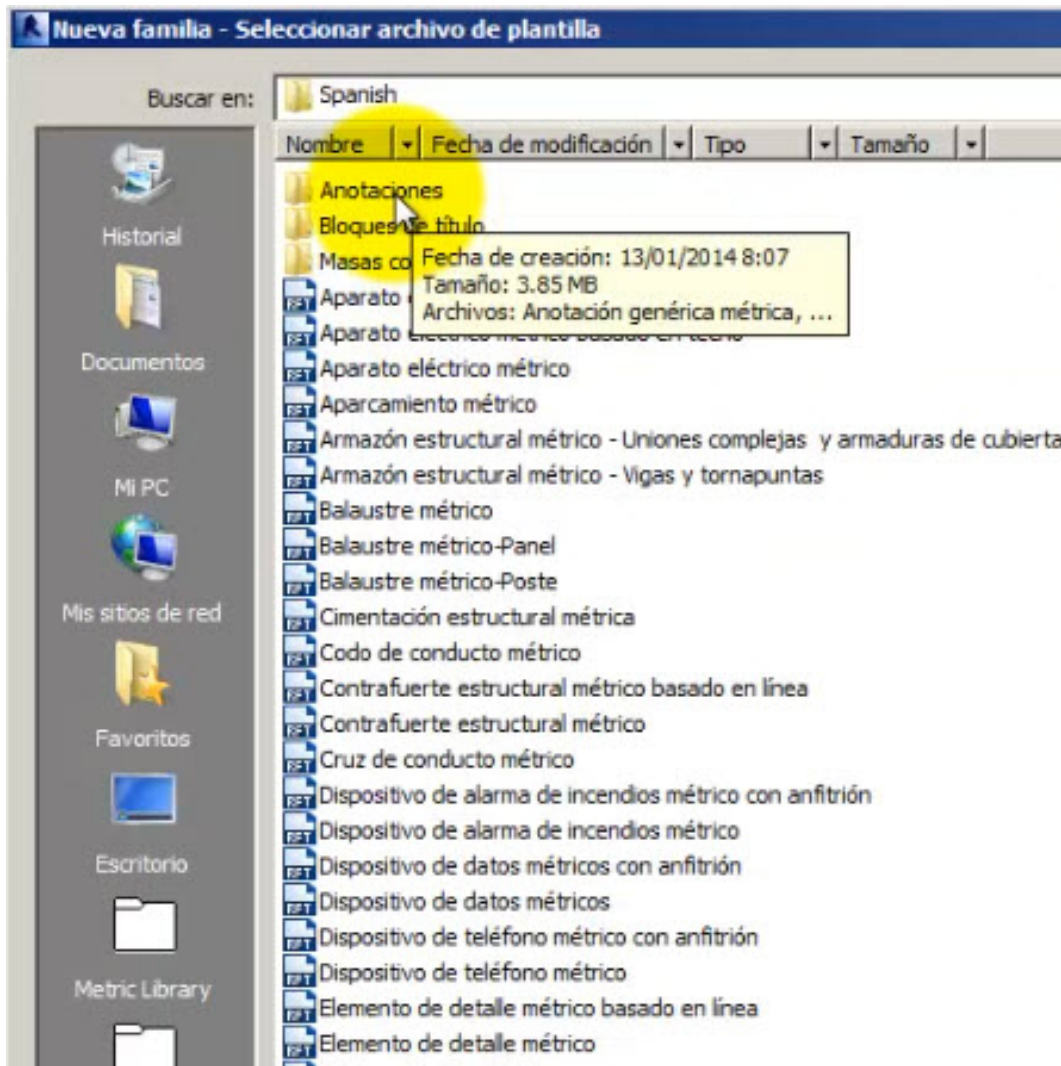 Nueva familia - Seleccionar archivo de plantilla
Buscar en: Spanish
Nombre Fecha de modificación Tipo Tamaño
Historial
Documentos
Mi PC
Mis sitios de red
Favoritos
Escritorio
Metric Library
Anotaciones
Bloques de título
Masas co
Fecha de creación: 13/01/2014 8:07
Tamaño: 3.85 MB
Archivos: Anotación genérica métrica, ...
Aparato
Aparato eléctrico métrico basado en techo
Aparato eléctrico métrico
Aparcamiento métrico
Armazón estructural métrico - Uniones complejas y armaduras de cubierta
Armazón estructural métrico - Vigas y tornapuntas
Balaustre métrico
Balaustre métrico-Panel
Balaustre métrico-Poste
Cimentación estructural métrica
Codo de conducto métrico
Contrafuerte estructural métrico basado en línea
Contrafuerte estructural métrico
Cruz de conducto métrico
Dispositivo de alarma de incendios métrico con anfitrión
Dispositivo de alarma de incendios métrico
Dispositivo de datos métricos con anfitrión
Dispositivo de datos métricos
Dispositivo de teléfono métrico con anfitrión
Dispositivo de teléfono métrico
Elemento de detalle métrico basado en línea
Elemento de detalle métrico